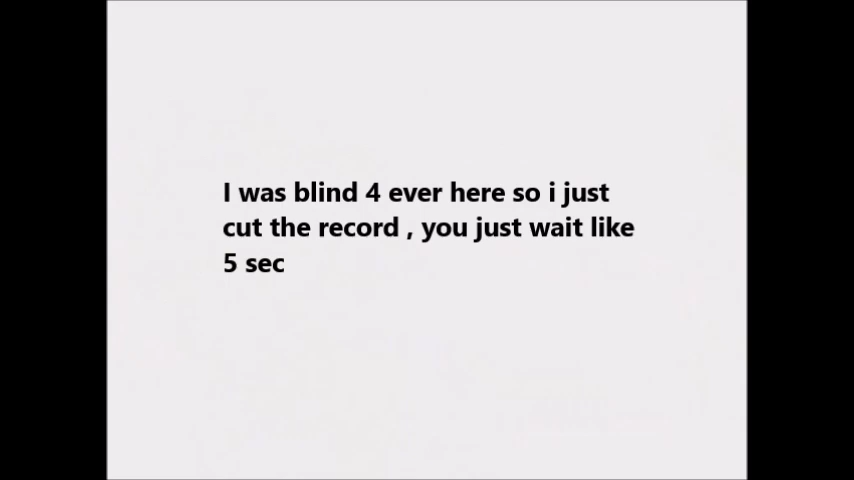 I was blind 4 ever here so i just
cut the record , you just wait like
5 sec